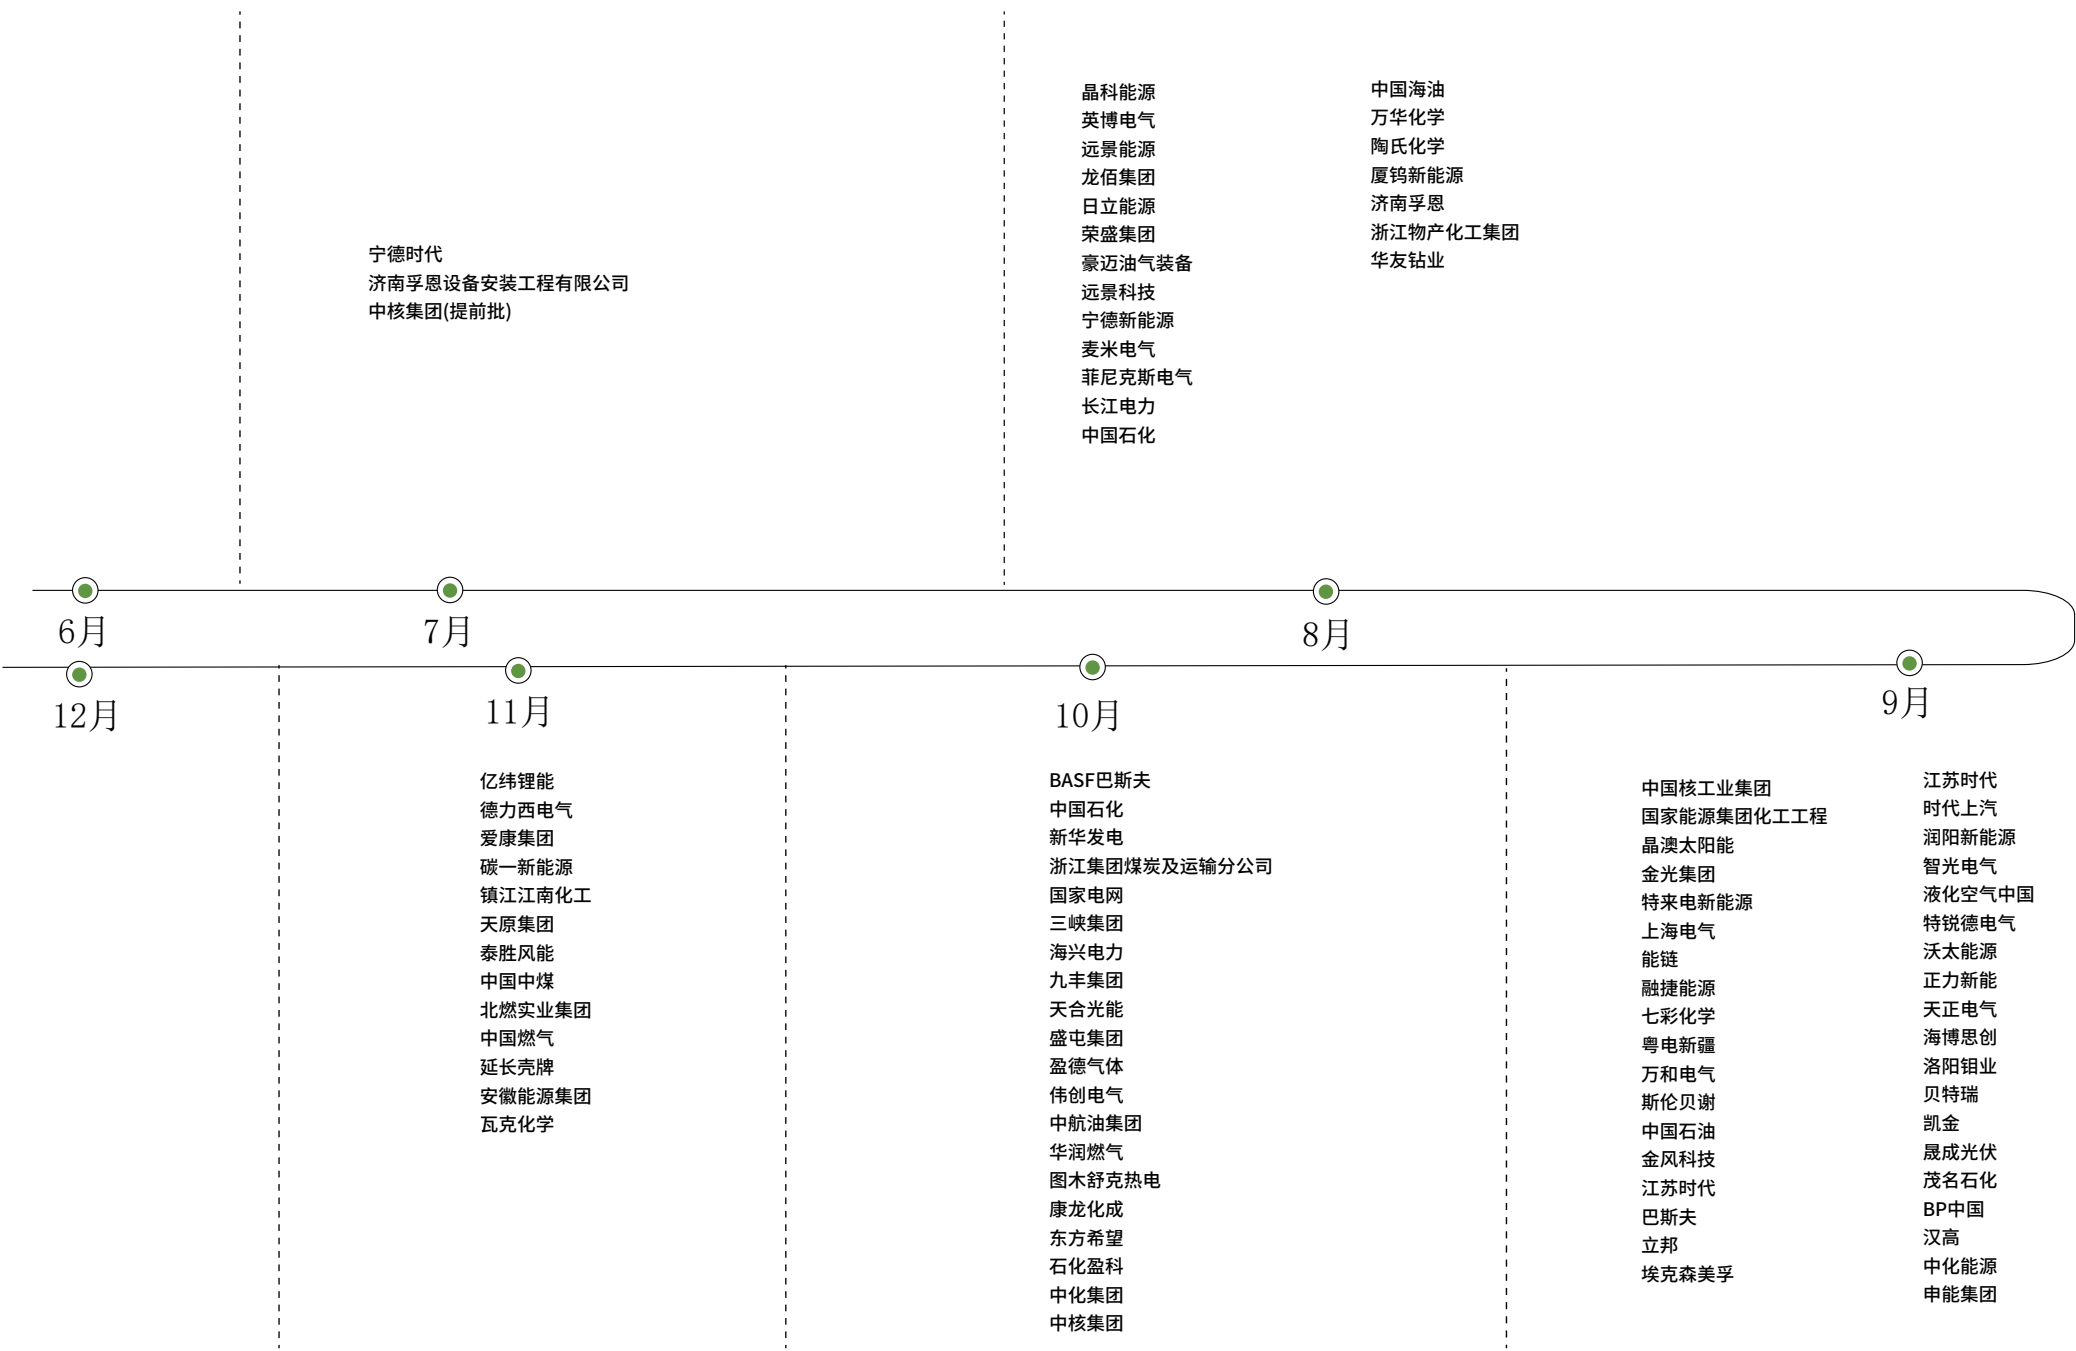 宁德时代
济南孚恩设备安装工程有限公司
中核集团(提前批)
晶科能源
英博电气
远景能源
龙佰集团
日立能源
荣盛集团
豪迈油气装备
远景科技
宁德新能源
麦米电气
菲尼克斯电气
长江电力
中国石化
中国海油
万华化学
陶氏化学
厦钨新能源
济南孚恩
浙江物产化工集团
华友钴业
6月
7月
8月
12月
11月
10月
9月
亿纬锂能
德力西电气
爱康集团
碳一新能源
镇江江南化工
天原集团
泰胜风能
中国中煤
北燃实业集团
中国燃气
延长壳牌
安徽能源集团
瓦克化学
BASF巴斯夫
中国石化
新华发电
浙江集团煤炭及运输分公司
国家电网
三峡集团
海兴电力
九丰集团
天合光能
盛屯集团
盈德气体
伟创电气
中航油集团
华润燃气
图木舒克热电
康龙化成
东方希望
石化盈科
中化集团
中核集团
中国核工业集团
国家能源集团化工工程
晶澳太阳能
金光集团
特来电新能源
上海电气
能链
融捷能源
七彩化学
粤电新疆
万和电气
斯伦贝谢
中国石油
金风科技
江苏时代
巴斯夫
立邦
埃克森美孚
江苏时代
时代上汽
润阳新能源
智光电气
液化空气中国
特锐德电气
沃太能源
正力新能
天正电气
海博思创
洛阳钼业
贝特瑞
凯金
晟成光伏
茂名石化
BP中国
汉高
中化能源
申能集团